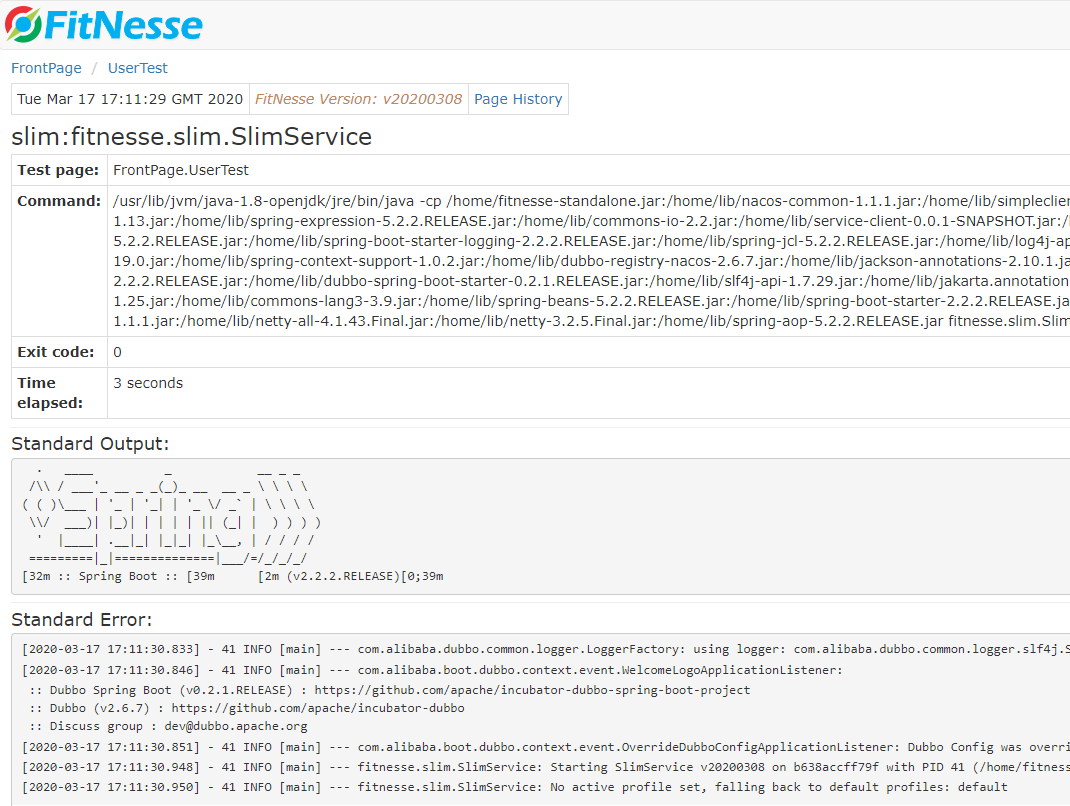 FitNesse
FrontPage / UserTest
Tue Mar 17 17:11:29 GMT 2020 FitNesse Version: v20200308 Page History
slim:fitnesse.slim.SlimService
Test page: FrontPage.UserTest
Command: /usr/lib/jvm/java-1.8-openjdk/jre/bin/java -cp /home/fitnesse-standalone.jar:/home/lib/nacos-common-1.1.1.jar:/home/lib/simpleclien
1.13.jar:/home/lib/spring-expression-5.2.2.RELEASE.jar:/home/lib/commons-io-2.2.jar:/home/lib/service-client-0.0.1-SNAPSHOT.jar:/
5.2.2.RELEASE.jar:/home/lib/spring-boot-starter-logging-2.2.2.RELEASE.jar:/home/lib/spring-jcl-5.2.2.RELEASE.jar:/home/lib/log4j-ap
19.0.jar:/home/lib/spring-context-support-1.0.2.jar:/home/lib/dubbo-registry-nacos-2.6.7.jar:/home/lib/jackson-annotations-2.10.1.ja
2.2.2.RELEASE.jar:/home/lib/dubbo-spring-boot-starter-0.2.1.RELEASE.jar:/home/lib/slf4j-api-1.7.29.jar:/home/lib/jakarta.annotation
1.25.jar:/home/lib/commons-lang3-3.9.jar:/home/lib/spring-beans-5.2.2.RELEASE.jar:/home/lib/spring-boot-starter-2.2.2.RELEASE.ja
1.1.1.jar:/home/lib/netty-all-4.1.43.Final.jar:/home/lib/netty-3.2.5.Final.jar:/home/lib/spring-aop-5.2.2.RELEASE.jar fitnesse.slim.Slim
Exit code: 0
Time 3 seconds
elapsed:
Standard Output:
  .   ____          _            __ _ _
 /\\ / ___'_ __ _ _(_)_ __  __ _ \ \ \ \
( ( )\___ | '_ | '_| | '_ \/ _` | \ \ \ \
 \\/  ___)| |_)| | | | | || (_| |  ) ) ) )
  '  |____| .__|_| |_|_| |_\__, | / / / /
 =========|_|==============|___/=/_/_/_/
[32m :: Spring Boot :: [39m      [2m (v2.2.2.RELEASE)[0;39m
Standard Error:
[2020-03-17 17:11:30.833] - 41 INFO [main] --- com.alibaba.dubbo.common.logger.LoggerFactory: using logger: com.alibaba.dubbo.common.logger.slf4j.S
[2020-03-17 17:11:30.846] - 41 INFO [main] --- com.alibaba.boot.dubbo.context.event.WelcomeLogoApplicationListener:
 :: Dubbo Spring Boot (v0.2.1.RELEASE) : https://github.com/apache/incubator-dubbo-spring-boot-project
 :: Dubbo (v2.6.7) : https://github.com/apache/incubator-dubbo
 :: Discuss group : dev@dubbo.apache.org
[2020-03-17 17:11:30.851] - 41 INFO [main] --- com.alibaba.boot.dubbo.context.event.OverrideDubboConfigApplicationListener: Dubbo Config was overri
[2020-03-17 17:11:30.948] - 41 INFO [main] --- fitnesse.slim.SlimService: Starting SlimService v20200308 on b638accff79f with PID 41 (/home/fitness
[2020-03-17 17:11:30.950] - 41 INFO [main] --- fitnesse.slim.SlimService: No active profile set, falling back to default profiles: default